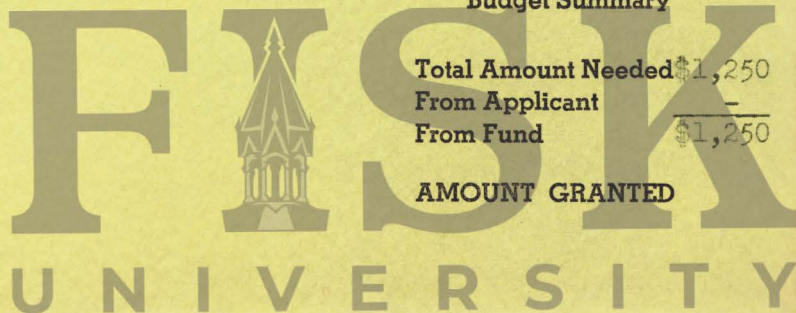 Budget Summary
Total Amount Needed $1,250
From Applicant –
From Fund $1,250
AMOUNT GRANTED
FISK
UNIVERSITY